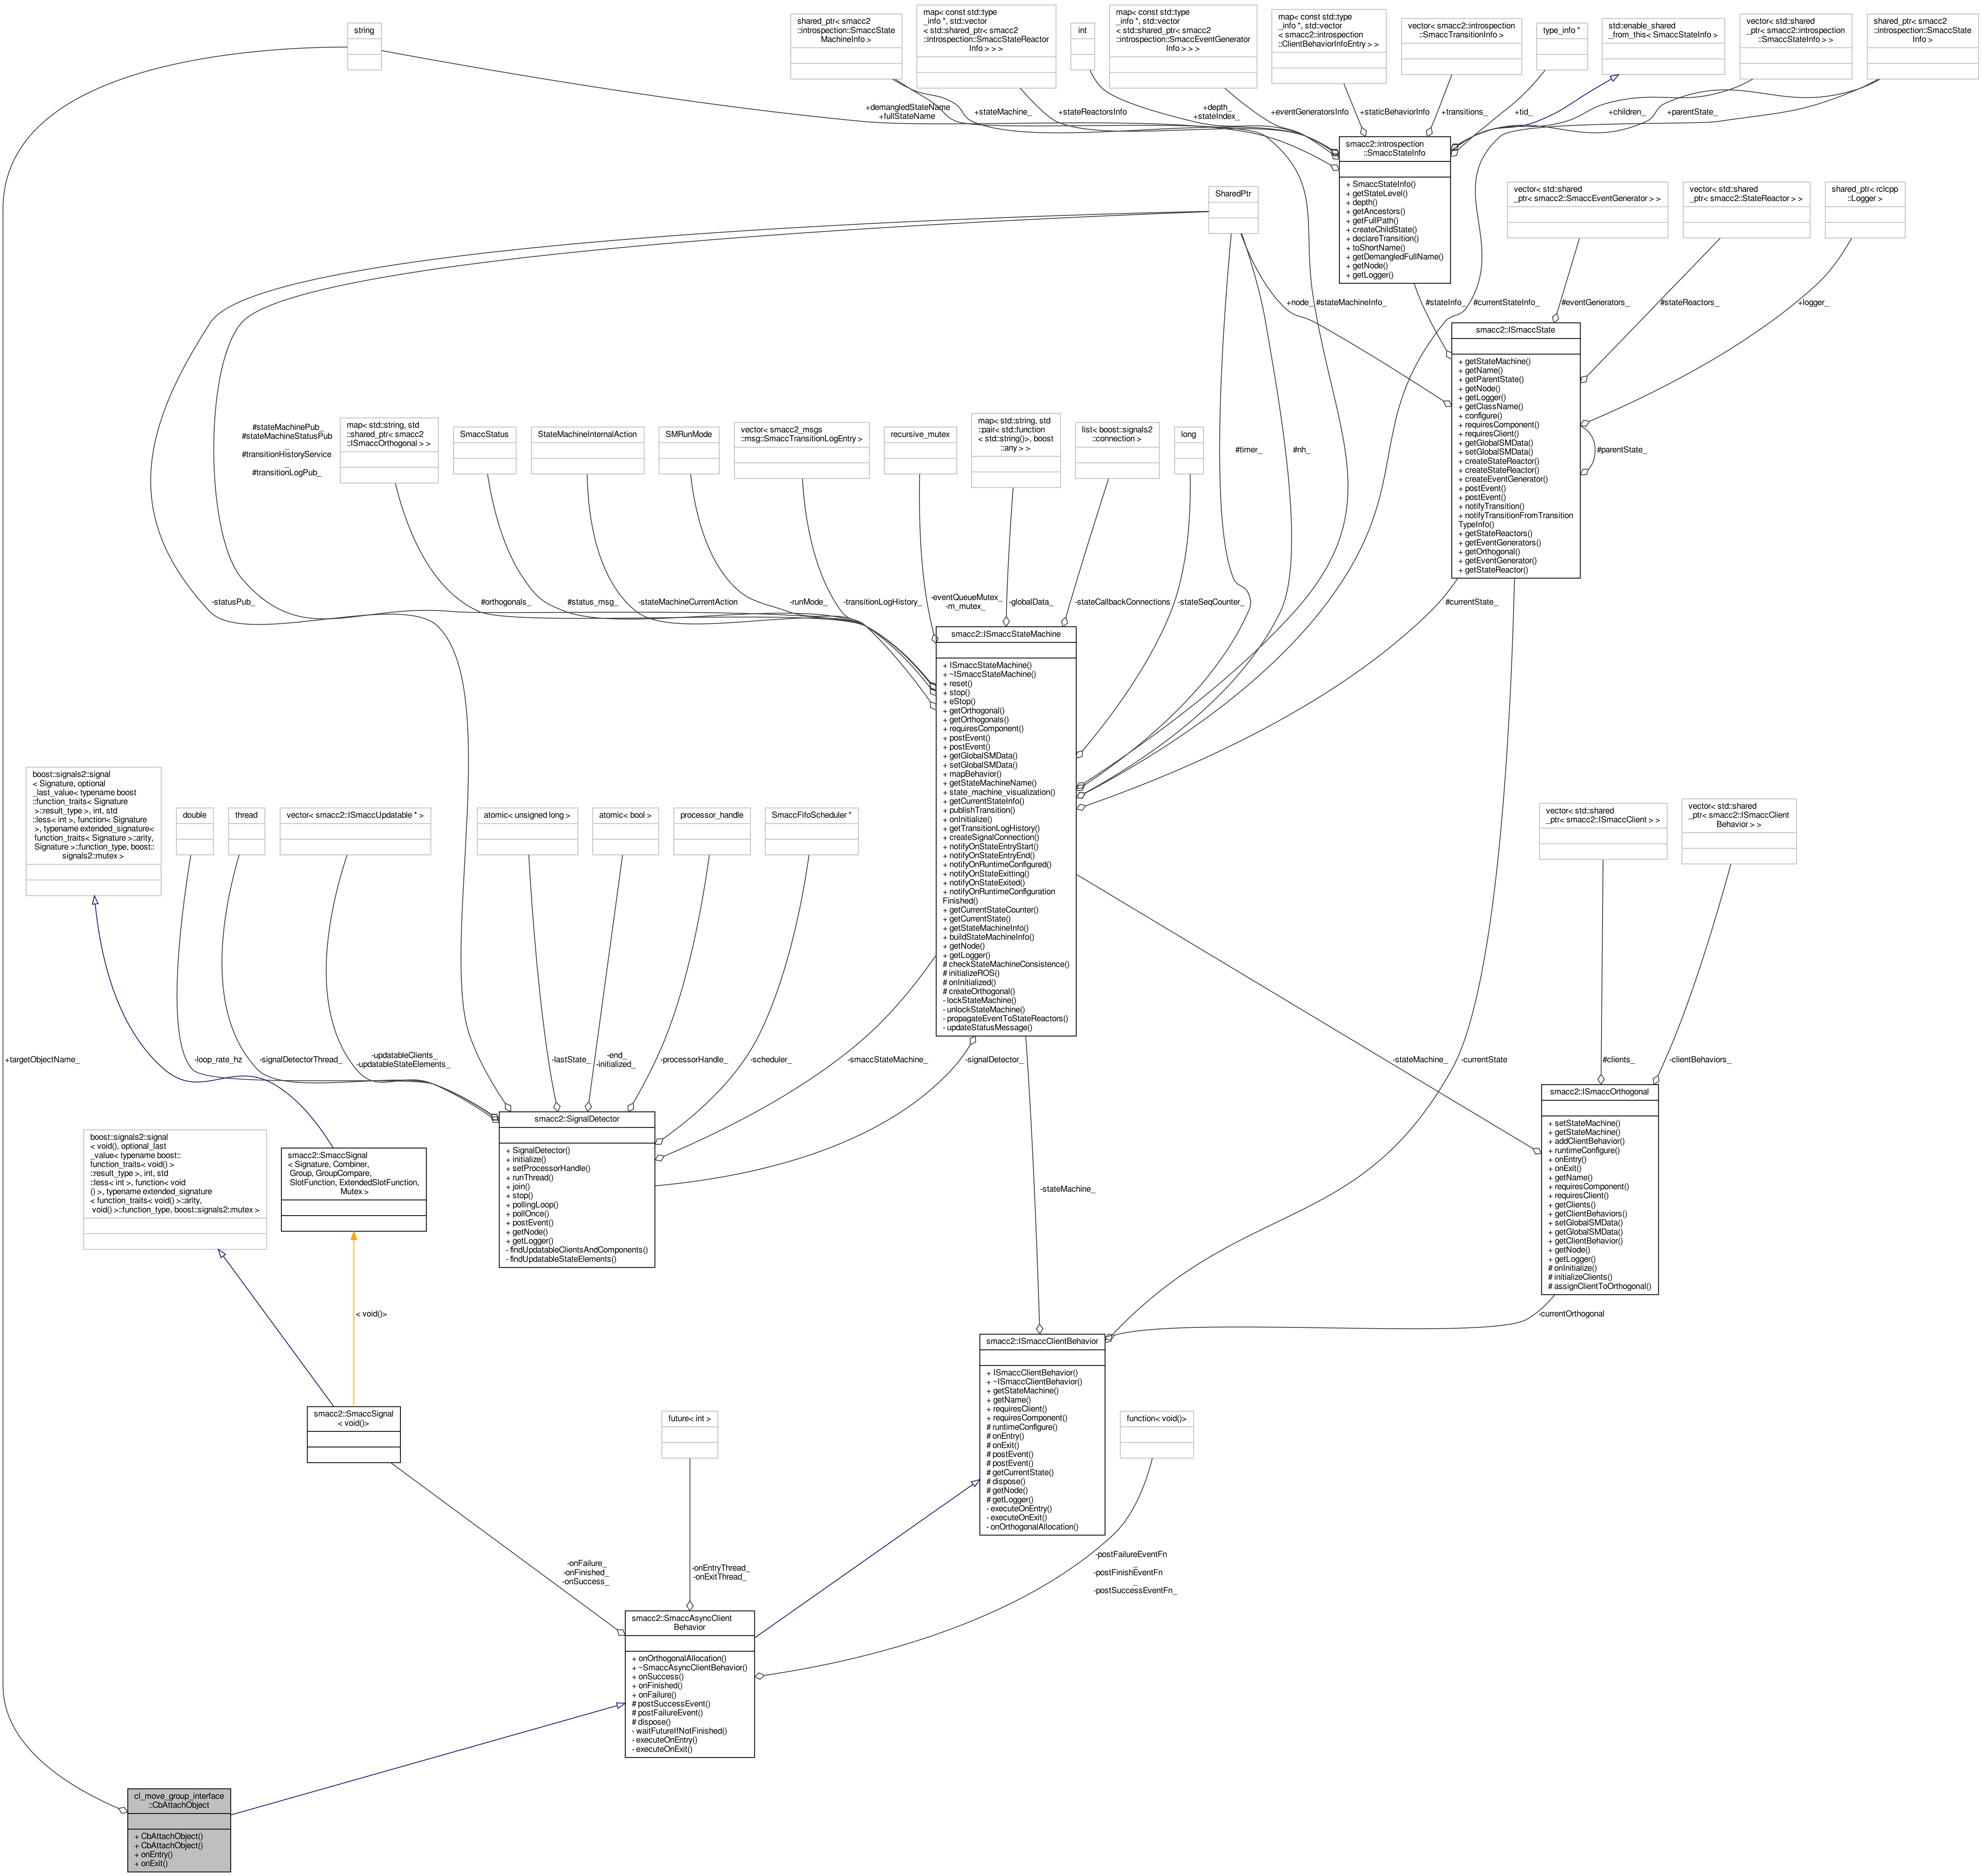 string
shared_ptr< smacc2
::introspection::SmaccState
MachineInfo >
map< const std::type
_info *, std::vector
< std::shared_ptr< smacc2
::introspection::SmaccStateReactor
Info > > >
int
map< const std::type
_info *, std::vector
< std::shared_ptr< smacc2
::introspection::SmaccEventGenerator
Info > > >
map< const std::type
_info *, std::vector
< smacc2::introspection
::ClientBehaviorInfoEntry > >
vector< smacc2::introspection
::SmaccTransitionInfo >
type_info *
std::enable_shared
_from_this< SmaccStateInfo >
vector< std::shared
_ptr< smacc2::introspection
::SmaccStateInfo > >
shared_ptr< smacc2
::introspection::SmaccState
Info >
+demangledStateName
+fullStateName
+stateMachine_
+stateReactorsInfo
+depth_
+stateIndex_
+eventGeneratorsInfo
+staticBehaviorInfo
+transitions_
+tid_
+children_
+parentState_
smacc2::introspection
::SmaccStateInfo
+ SmaccStateInfo()
+ getStateLevel()
+ depth()
+ getAncestors()
+ getFullPath()
+ createChildState()
+ declareTransition()
+ toShortName()
+ getDemangledFullName()
+ getNode()
+ getLogger()
SharedPtr
vector< std::shared
_ptr< smacc2::SmaccEventGenerator > >
vector< std::shared
_ptr< smacc2::StateReactor > >
shared_ptr< rclcpp
::Logger >
+node_
#stateMachineInfo_
#stateInfo_
#currentStateInfo_
#eventGenerators_
#stateReactors_
+logger_
smacc2::ISmaccState
+ getStateMachine()
+ getName()
+ getParentState()
+ getNode()
+ getLogger()
+ getClassName()
+ configure()
+ requiresComponent()
+ requiresClient()
+ getGlobalSMData()
+ setGlobalSMData()
+ createStateReactor()
+ createStateReactor()
+ createEventGenerator()
+ postEvent()
+ postEvent()
+ notifyTransition()
+ notifyTransitionFromTransition
TypeInfo()
+ getStateReactors()
+ getEventGenerators()
+ getOrthogonal()
+ getEventGenerator()
+ getStateReactor()
#parentState_
#stateMachinePub_
#stateMachineStatusPub
_
#transitionHistoryService
_
#transitionLogPub_
map< std::string, std
::shared_ptr< smacc2
::ISmaccOrthogonal > >
SmaccStatus
StateMachineInternalAction
SMRunMode
vector< smacc2_msgs
::msg::SmaccTransitionLogEntry >
recursive_mutex
map< std::string, std
::pair< std::function
< std::string()>, boost
::any > >
list< boost::signals2
::connection >
long
#timer_
#nh_
-statusPub_
#orthogonals_
#status_msg_
-stateMachineCurrentAction
-runMode_
-transitionLogHistory_
-eventQueueMutex_
-m_mutex_
-globalData_
-stateCallbackConnections
-stateSeqCounter_
#currentState_
smacc2::ISmaccStateMachine
+ ISmaccStateMachine()
+ ~ISmaccStateMachine()
+ reset()
+ stop()
+ eStop()
+ getOrthogonal()
+ getOrthogonals()
+ requiresComponent()
+ postEvent()
+ postEvent()
+ getGlobalSMData()
+ setGlobalSMData()
+ mapBehavior()
+ getStateMachineName()
+ state_machine_visualization()
+ getCurrentStateInfo()
+ publishTransition()
+ onInitialize()
+ getTransitionLogHistory()
+ createSignalConnection()
+ notifyOnStateEntryStart()
+ notifyOnStateEntryEnd()
+ notifyOnRuntimeConfigured()
+ notifyOnStateExitting()
+ notifyOnStateExited()
+ notifyOnRuntimeConfiguration
Finished()
+ getCurrentStateCounter()
+ getCurrentState()
+ getStateMachineInfo()
+ buildStateMachineInfo()
+ getNode()
+ getLogger()
# checkStateMachineConsistence()
# initializeROS()
# onInitialized()
# createOrthogonal()
- lockStateMachine()
- unlockStateMachine()
- propagateEventToStateReactors()
- updateStatusMessage()
boost::signals2::signal
< Signature, optional
_last_value< typename boost
::function_traits< Signature
>::result_type >, int, std
::less< int >, function< Signature
>, typename extended_signature<
function_traits< Signature >::arity,
Signature >::function_type, boost::
signals2::mutex >
double
thread
vector< smacc2::ISmaccUpdatable * >
atomic< unsigned long >
atomic< bool >
processor_handle
SmaccFifoScheduler *
vector< std::shared
_ptr< smacc2::ISmaccClient > >
vector< std::shared
_ptr< smacc2::ISmaccClient
Behavior > >
+targetObjectName_
-loop_rate_hz
-signalDetectorThread_
-updatableClients_
-updatableStateElements_
-lastState_
-end_
-initialized_
-processorHandle_
-scheduler_
-smaccStateMachine_
-signalDetector_
-stateMachine_
-currentState
#clients_
-clientBehaviors_
smacc2::SignalDetector
+ SignalDetector()
+ initialize()
+ setProcessorHandle()
+ runThread()
+ join()
+ stop()
+ pollingLoop()
+ pollOnce()
+ postEvent()
+ getNode()
+ getLogger()
- findUpdatableClientsAndComponents()
- findUpdatableStateElements()
smacc2::ISmaccOrthogonal
+ setStateMachine()
+ getStateMachine()
+ addClientBehavior()
+ runtimeConfigure()
+ onEntry()
+ onExit()
+ getName()
+ requiresComponent()
+ requiresClient()
+ getClients()
+ getClientBehaviors()
+ setGlobalSMData()
+ getGlobalSMData()
+ getClientBehavior()
+ getNode()
+ getLogger()
# onInitialize()
# initializeClients()
# assignClientToOrthogonal()
boost::signals2::signal
< void(), optional_last
_value< typename boost::
function_traits< void() >
::result_type >, int, std
::less< int >, function< void
() >, typename extended_signature
< function_traits< void() >::arity,
void() >::function_type, boost::signals2::mutex >
smacc2::SmaccSignal
< Signature, Combiner,
Group, GroupCompare,
SlotFunction, ExtendedSlotFunction,
Mutex >
-stateMachine_
< void()>
-currentOrthogonal
smacc2::ISmaccClientBehavior
+ ISmaccClientBehavior()
+ ~ISmaccClientBehavior()
+ getStateMachine()
+ getName()
+ requiresClient()
+ requiresComponent()
# runtimeConfigure()
# onEntry()
# onExit()
# postEvent()
# postEvent()
# getCurrentState()
# dispose()
# getNode()
# getLogger()
- executeOnEntry()
- executeOnExit()
- onOrthogonalAllocation()
smacc2::SmaccSignal
< void()>
future< int >
function< void()>
-onFailure_
-onFinished_
-onSuccess_
-onEntryThread_
-onExitThread_
-postFailureEventFn
_
-postFinishEventFn
_
-postSuccessEventFn_
smacc2::SmaccAsyncClient
Behavior
+ onOrthogonalAllocation()
+ ~SmaccAsyncClientBehavior()
+ onSuccess()
+ onFinished()
+ onFailure()
# postSuccessEvent()
# postFailureEvent()
# dispose()
- waitFutureIfNotFinished()
- executeOnEntry()
- executeOnExit()
cl_move_group_interface
::CbAttachObject
+ CbAttachObject()
+ CbAttachObject()
+ onEntry()
+ onExit()